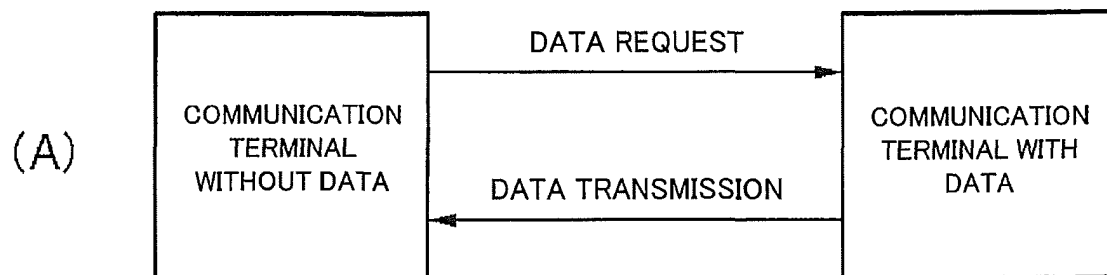 (A)
COMMUNICATION
TERMINAL
WITHOUT DATA
DATA REQUEST
DATA TRANSMISSION
COMMUNICATION
TERMINAL WITH
DATA